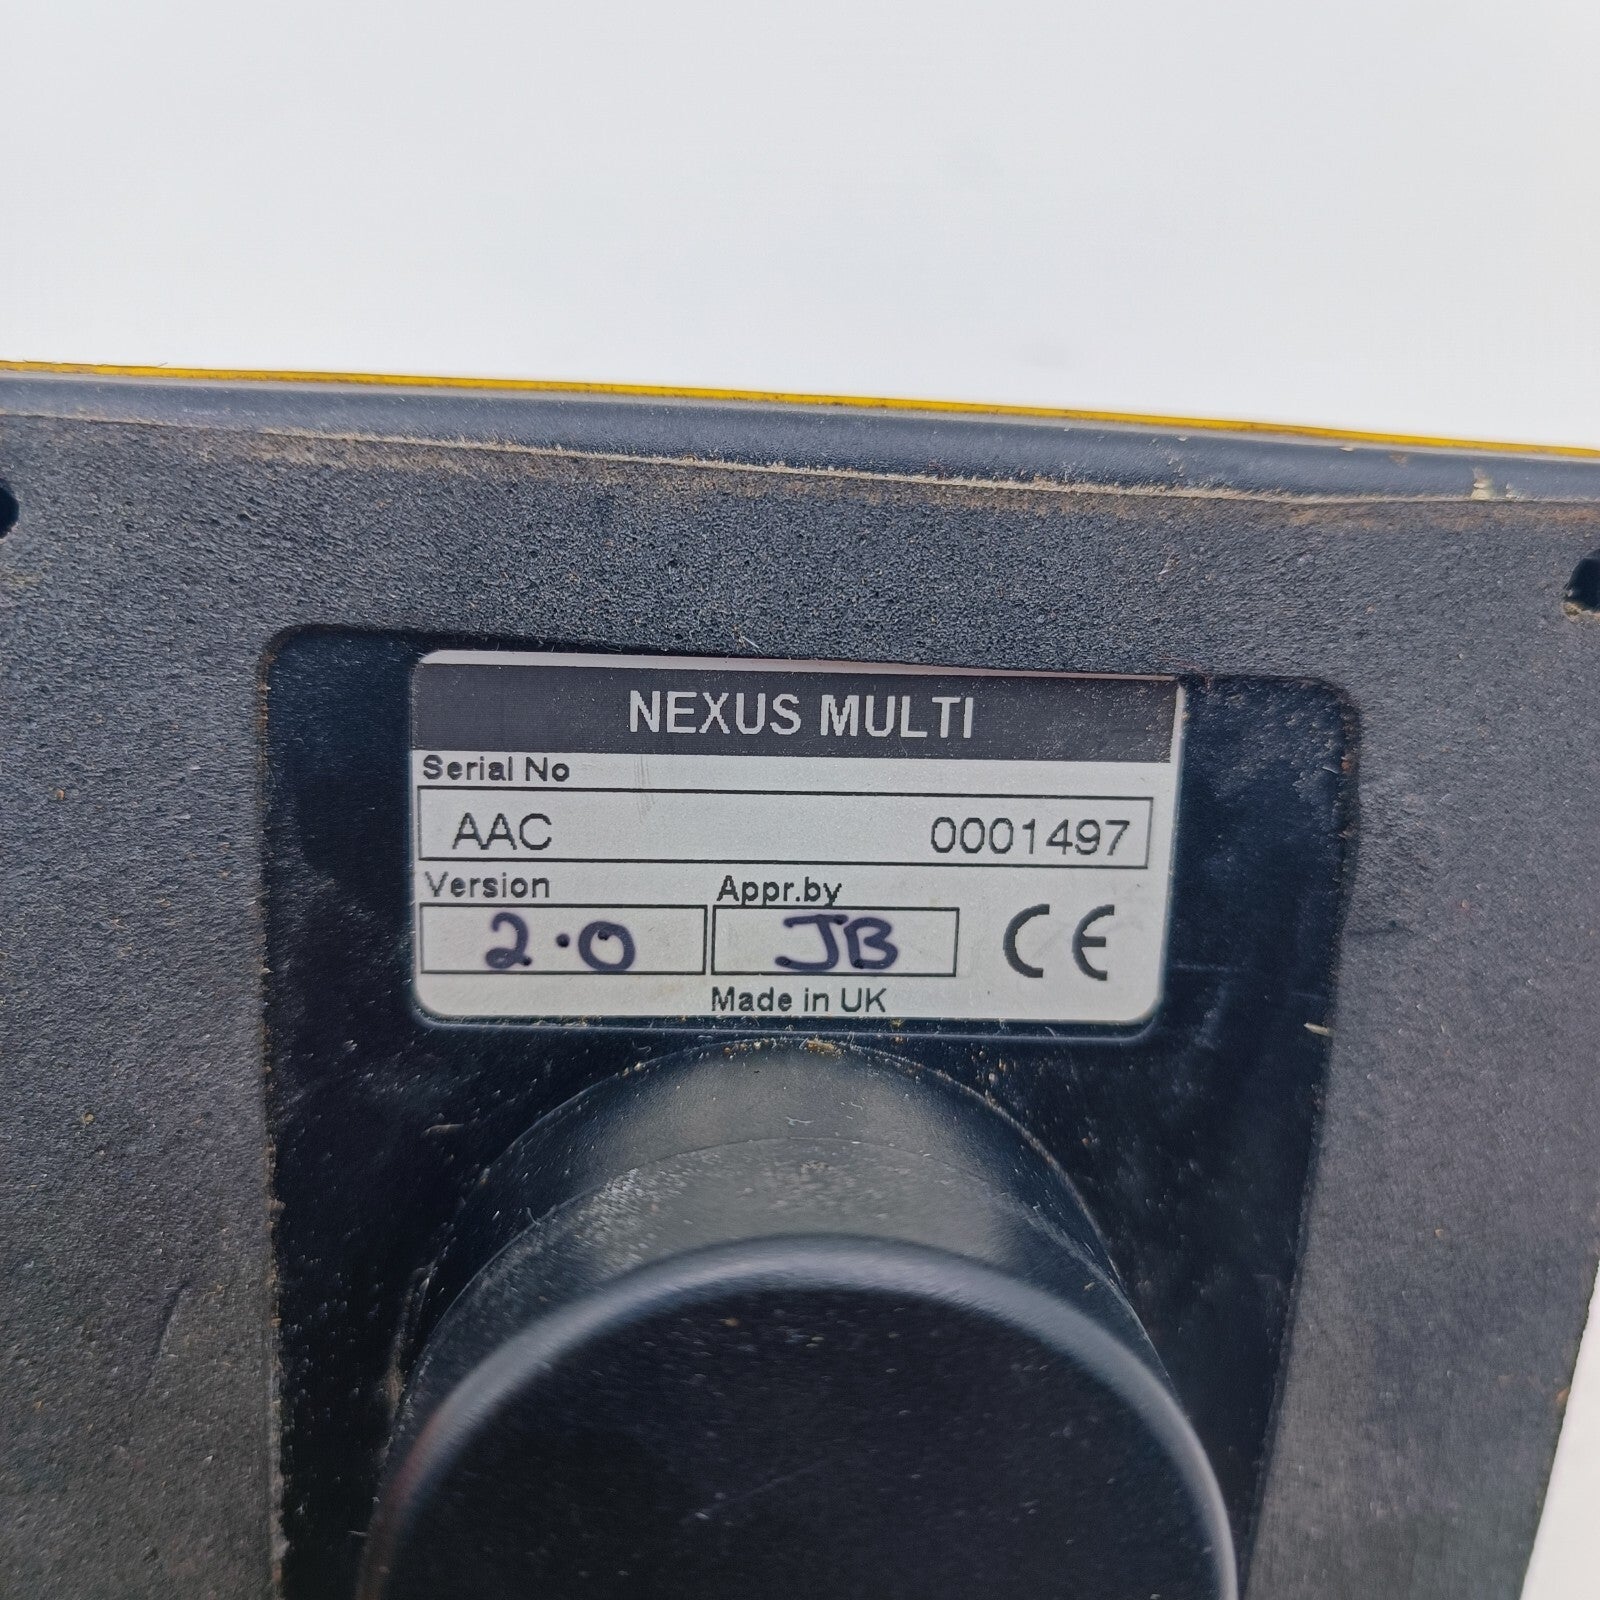 NEXUS MULTI
Serial No
AAC 0001497
Version Appr.by
2.0 JB CE
Made in UK